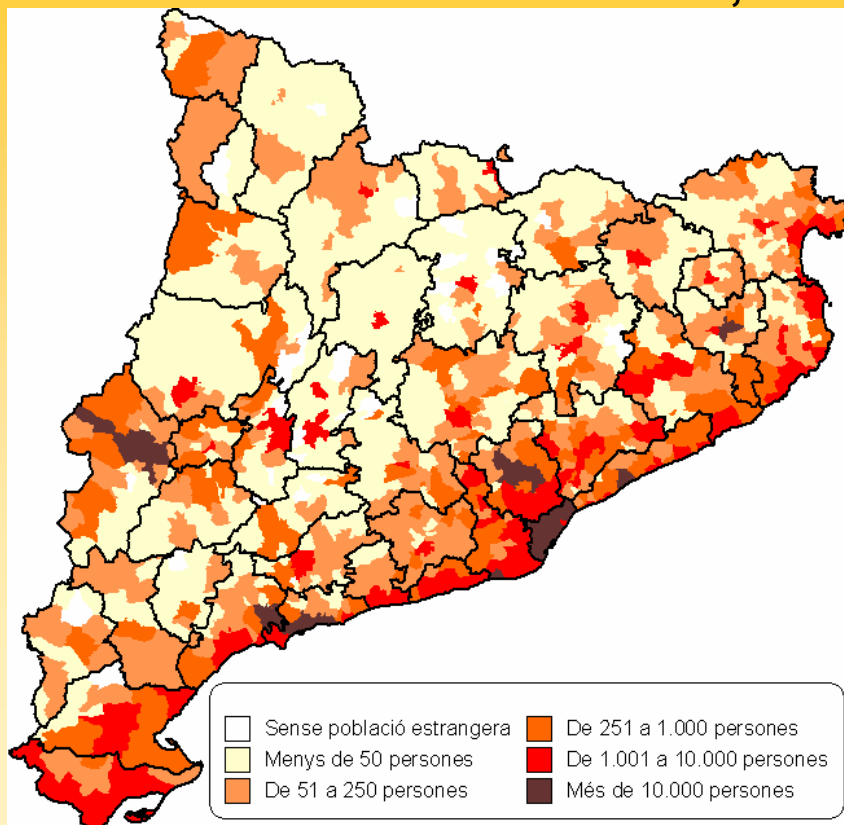 Sense població estrangera
De 251 a 1.000 persones
Menys de 50 persones
De 1.001 a 10.000 persones
De 51 a 250 persones
Més de 10.000 persones